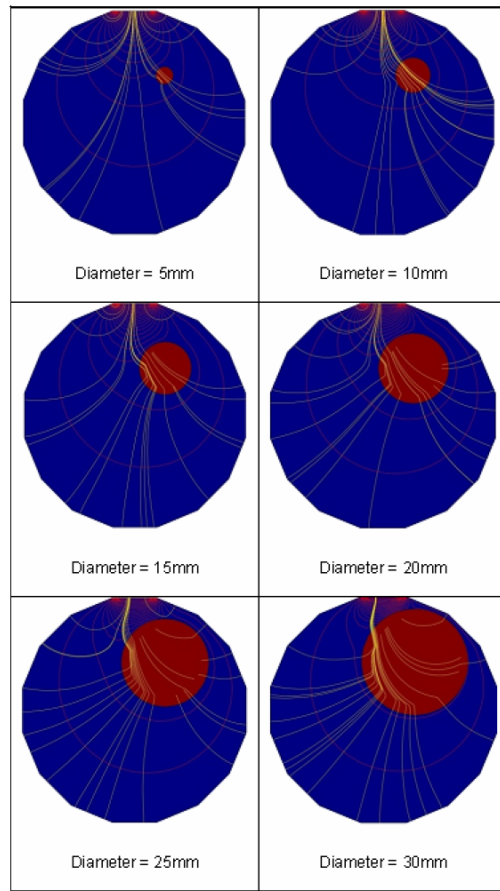 Diameter = 5mm
Diameter = 10mm
Diameter = 15mm
Diameter = 20mm
Diameter = 25mm
Diameter = 30mm